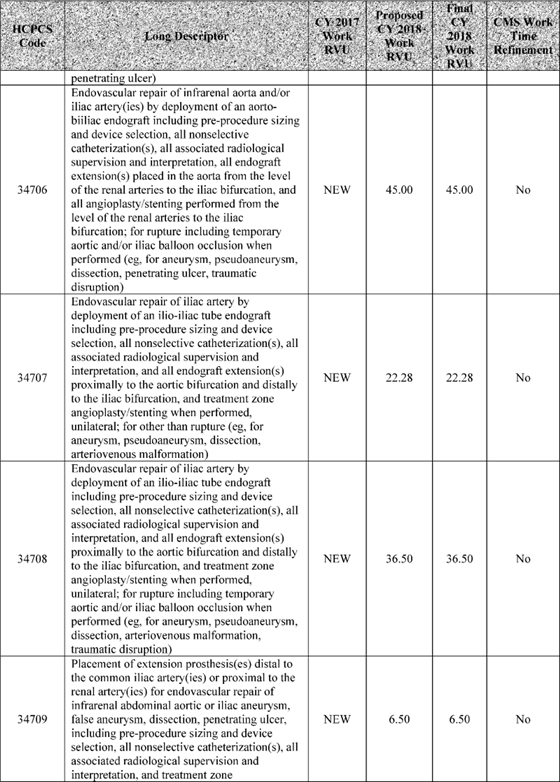 HCPCS Code
Long Descriptor
CY 2017 Work RVU
Proposed CY 2018 Work RVU
Final CY 2018 Work RVU
CMS Work Time Refinement
penetrating ulcer)
34706
Endovascular repair of infrarenal aorta and/or
iliac artery(ies) by deployment of an aorto-
biiliac endograft including pre-procedure sizing
and device selection, all nonselective
catheterization(s), all associated radiological
supervision and interpretation, all endograft
extension(s) placed in the aorta from the level
of the renal arteries to the iliac bifurcation, and
all angioplasty/stenting performed from the
level of the renal arteries to the iliac
bifurcation; for rupture including temporary
aortic and/or iliac balloon occlusion when
performed (eg, for aneurysm, pseudoaneurysm,
dissection, penetrating ulcer, traumatic
disruption)
NEW
45.00
45.00
No
34707
Endovascular repair of iliac artery by
deployment of an ilio-iliac tube endograft
including pre-procedure sizing and device
selection, all nonselective catheterization(s), all
associated radiological supervision and
interpretation, and all endograft extension(s)
proximally to the aortic bifurcation and distally
to the iliac bifurcation, and treatment zone
angioplasty/stenting when performed,
unilateral; for other than rupture (eg, for
aneurysm, pseudoaneurysm, dissection,
arteriovenous malformation)
NEW
22.28
22.28
No
34708
Endovascular repair of iliac artery by
deployment of an ilio-iliac tube endograft
including pre-procedure sizing and device
selection, all nonselective catheterization(s), all
associated radiological supervision and
interpretation, and all endograft extension(s)
proximally to the aortic bifurcation and distally
to the iliac bifurcation, and treatment zone
angioplasty/stenting when performed,
unilateral; for rupture including temporary
aortic and/or iliac balloon occlusion when
performed (eg, for aneurysm, pseudoaneurysm,
dissection, arteriovenous malformation,
traumatic disruption)
NEW
36.50
36.50
No
34709
Placement of extension prosthesis(es) distal to
the common iliac artery(ies) or proximal to the
renal artery(ies) for endovascular repair of
infrarenal abdominal aortic or iliac aneurysm,
false aneurysm, dissection, penetrating ulcer,
including pre-procedure sizing and device
selection, all nonselective catheterization(s), all
associated radiological supervision and
interpretation, and treatment zone
NEW
6.50
6.50
No